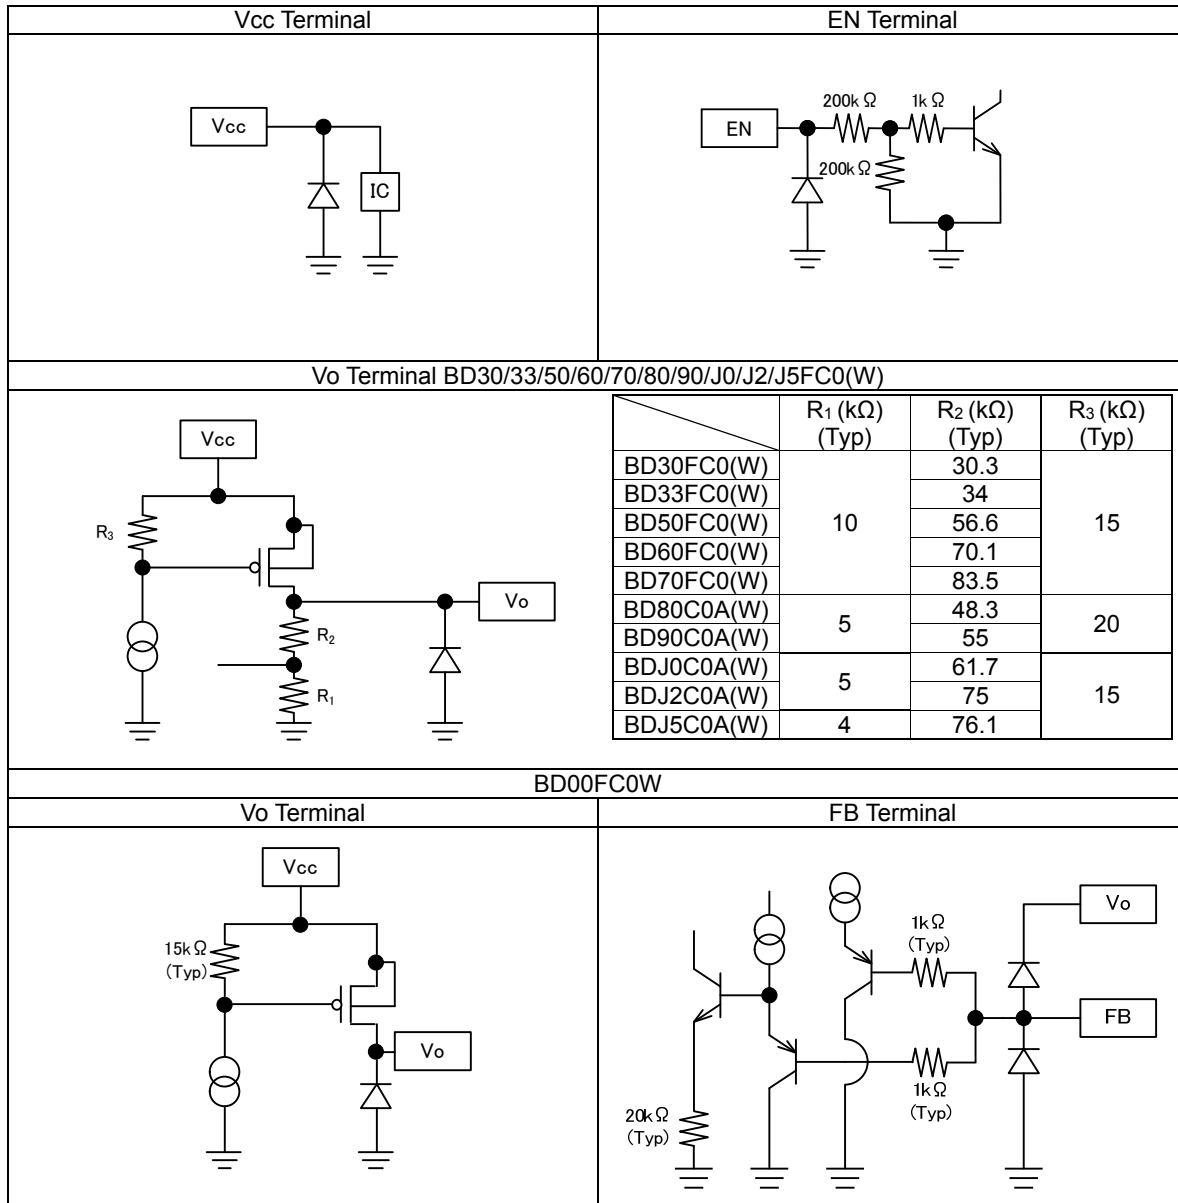 Vcc Terminal
EN Terminal
Vcc
IC
EN
200kΩ
1kΩ
200kΩ
Vo Terminal BD30/33/50/60/70/80/90/J0/J2/J5FC0(W)
Vcc
R3
Vo
R2
R1
R1 (kΩ) (Typ) R2 (kΩ) (Typ) R3 (kΩ) (Typ)
BD30FC0(W) 30.3
BD33FC0(W) 34
BD50FC0(W) 10 56.6 15
BD60FC0(W) 70.1
BD70FC0(W) 83.5
BD80C0A(W) 5 48.3 20
BD90C0A(W) 55
BDJ0C0A(W) 5 61.7 15
BDJ2C0A(W) 75
BDJ5C0A(W) 4 76.1
BD00FC0W
Vo Terminal
FB Terminal
Vcc
15kΩ
(Typ)
Vo
Vo
1kΩ
(Typ)
FB
1kΩ
(Typ)
20kΩ
(Typ)